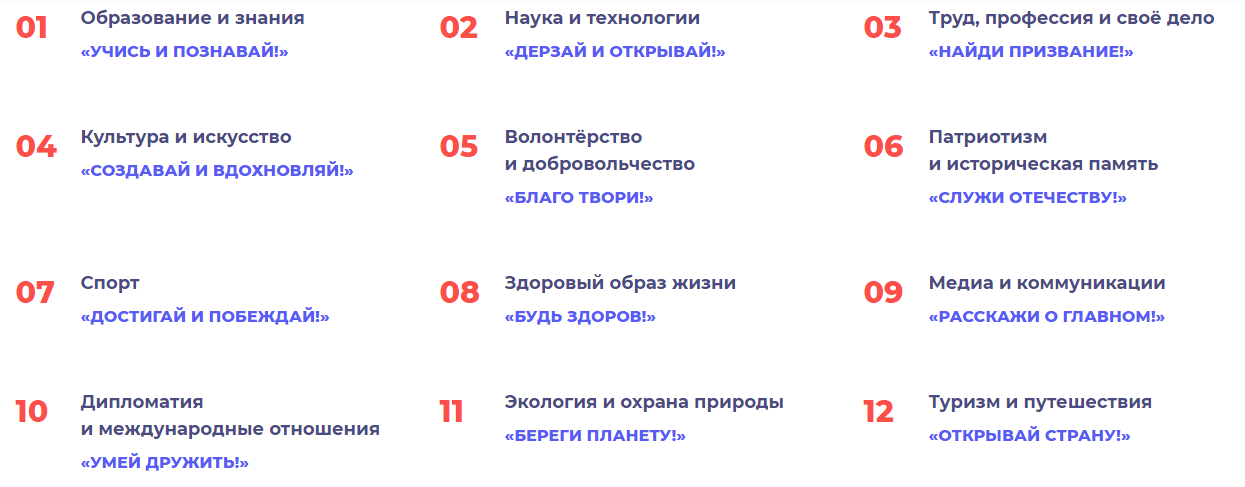 01
Образование и знания
«УЧИСЬ И ПОЗНАВАЙ!»
02
Наука и технологии
«ДЕРЗАЙ И ОТКРЫВАЙ!»
03
Труд, профессия и своё дело
«НАЙДИ ПРИЗВАНИЕ!»
04
Культура и искусство
«СОЗДАВАЙ И ВДОХНОВЛЯЙ!»
05
Волонтёрство
и добровольчество
«БЛАГО ТВОРИ!»
06
Патриотизм
и историческая память
«СЛУЖИ ОТЕЧЕСТВУ!»
07
Спорт
«ДОСТИГАЙ И ПОБЕЖДАЙ!»
08
Здоровый образ жизни
«БУДЬ ЗДОРОВ!»
09
Медиа и коммуникации
«РАССКАЖИ О ГЛАВНОМ!»
10
Дипломатия
и международные отношения
«УМЕЙ ДРУЖИТЬ!»
11
Экология и охрана природы
«БЕРЕГИ ПЛАНЕТУ!»
12
Туризм и путешествия
«ОТКРЫВАЙ СТРАНУ!»